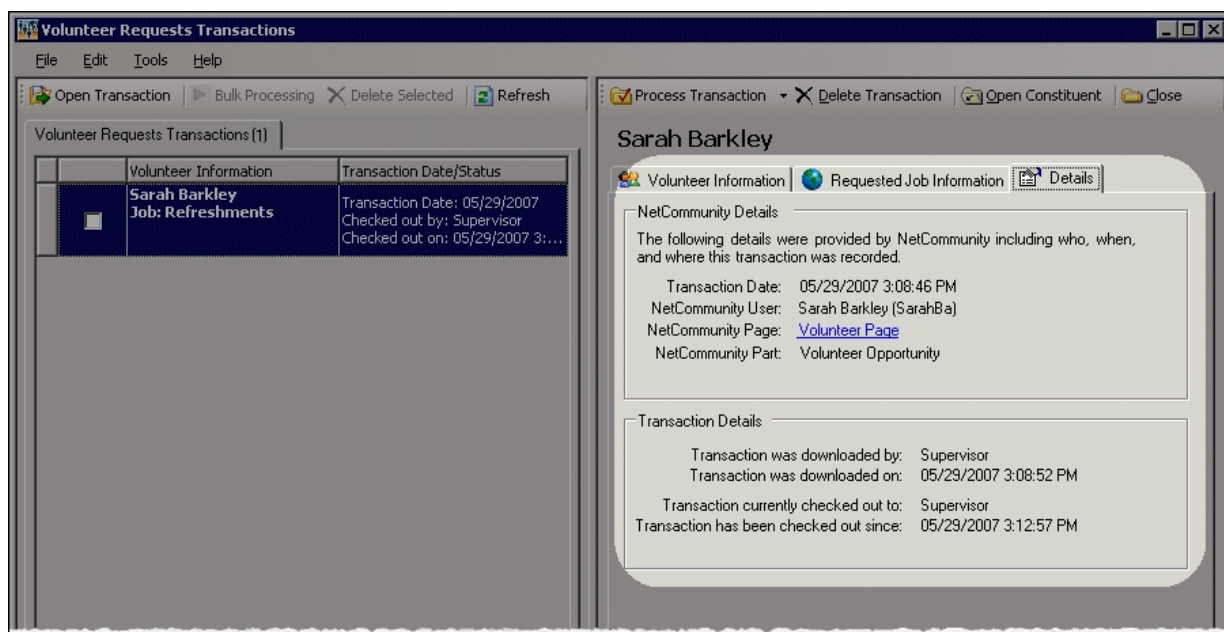 Volunteer Requests Transactions
File Edit Tools Help
Open Transaction Bulk Processing Delete Selected Refresh
Volunteer Requests Transactions (1)
Volunteer Information Transaction Date/Status
Sarah Barkley
Job: Refreshments
Transaction Date: 05/29/2007
Checked out by: Supervisor
Checked out on: 05/29/2007 3:...
Process Transaction Delete Transaction Open Constituent Close
Sarah Barkley
Volunteer Information Requested Job Information Details
NetCommunity Details
The following details were provided by NetCommunity including who, when,
and where this transaction was recorded.
Transaction Date: 05/29/2007 3:08:46 PM
NetCommunity User: Sarah Barkley (SarahBa)
NetCommunity Page: Volunteer Page
NetCommunity Part: Volunteer Opportunity
Transaction Details
Transaction was downloaded by: Supervisor
Transaction was downloaded on: 05/29/2007 3:08:52 PM
Transaction currently checked out to: Supervisor
Transaction has been checked out since: 05/29/2007 3:12:57 PM